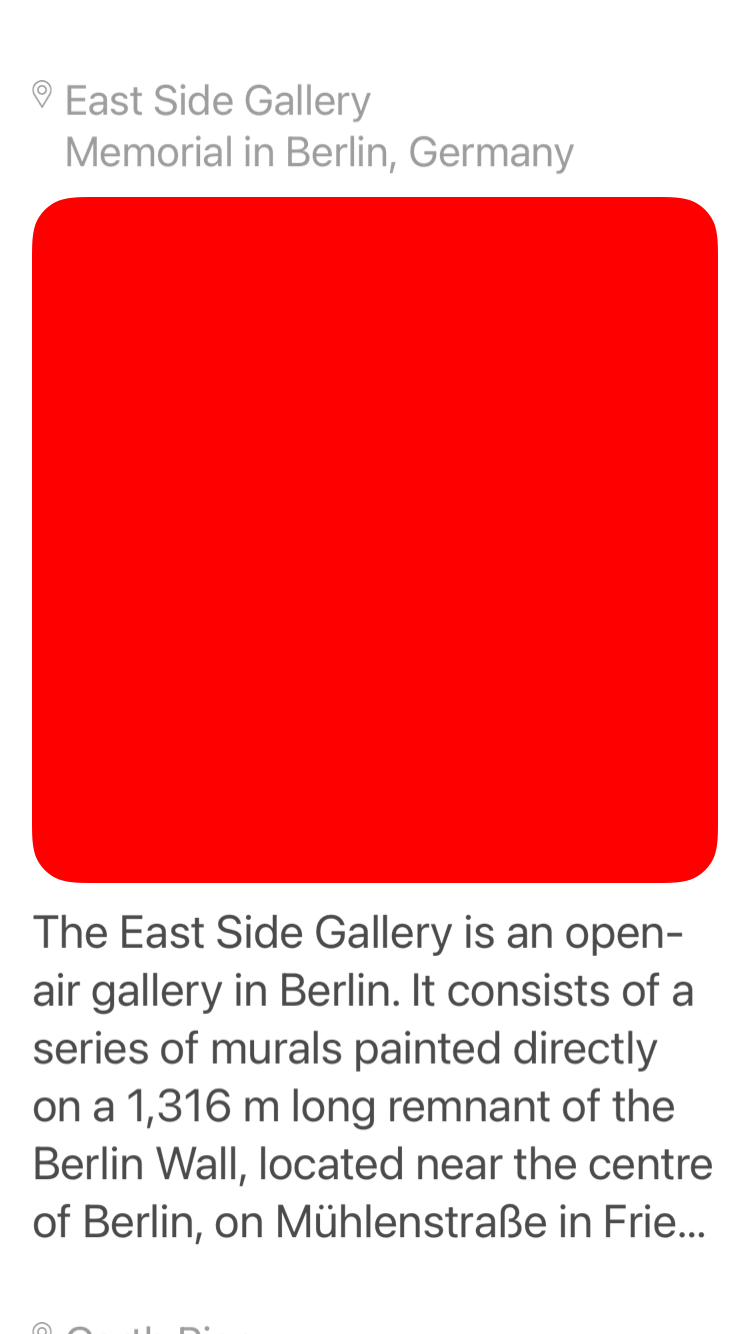 East Side Gallery
Memorial in Berlin, Germany
The East Side Gallery is an open-
air gallery in Berlin. It consists of a
series of murals painted directly
on a 1,316 m long remnant of the
Berlin Wall, located near the centre
of Berlin, on Mühlenstraße in Frie...